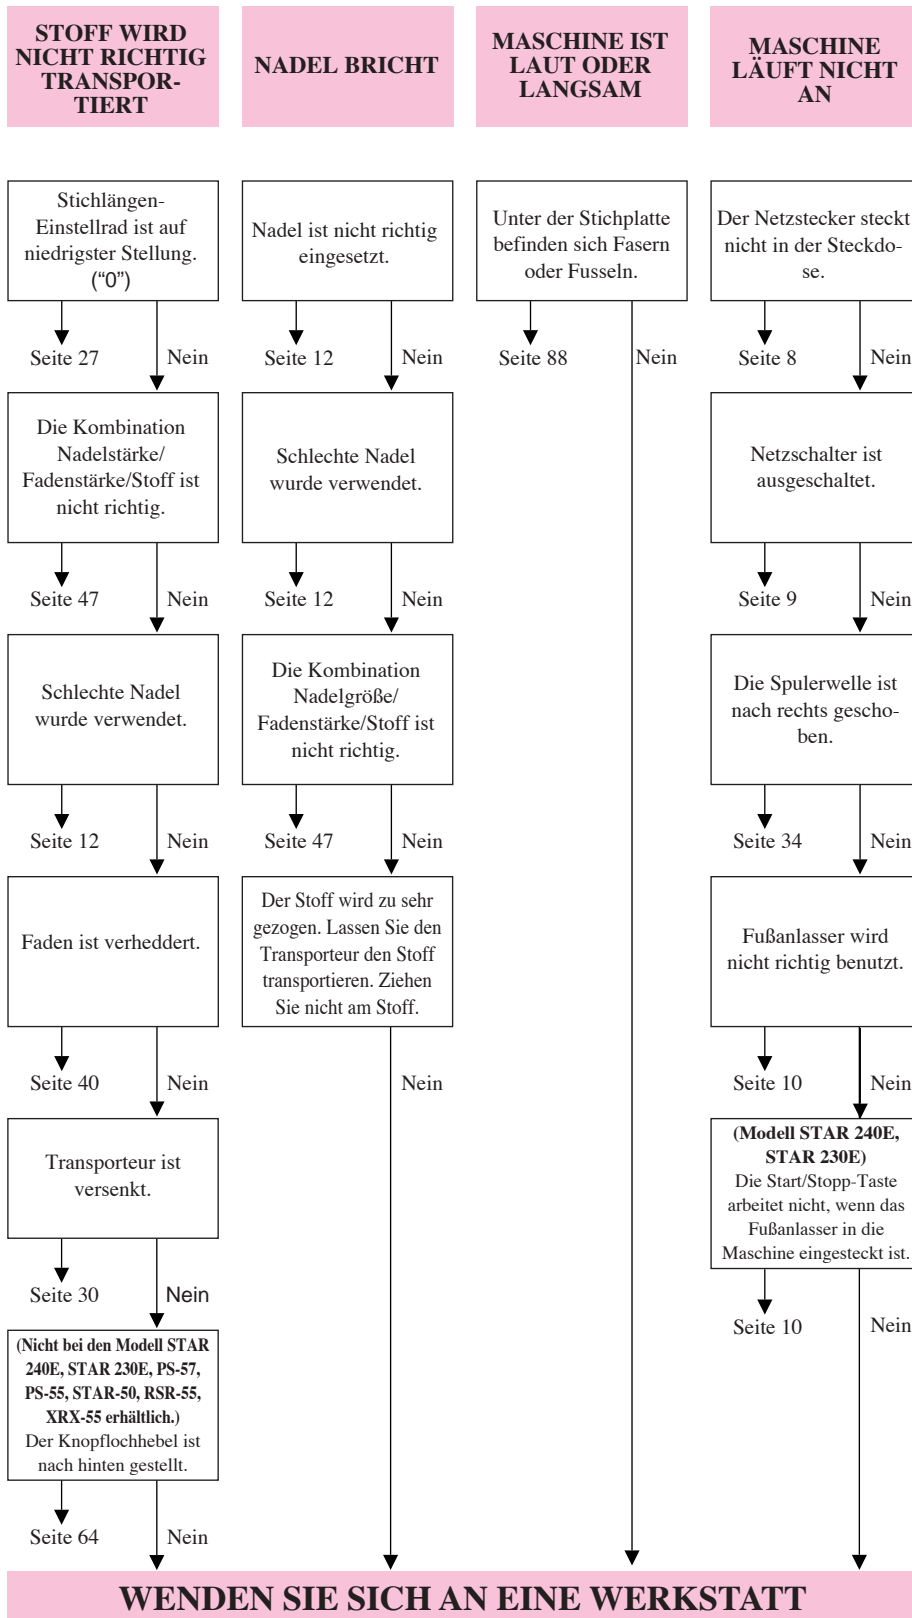 STOFF WIRD
NICHT RICHTIG
TRANSPOR-
TIERT
Stichlängen-
Einstellrad ist auf
niedrigster Stellung.
(“0”)
Seite 27
Nein
Die Kombination
Nadelstärke/
Fadenstärke/Stoff ist
nicht richtig.
Seite 47
Nein
Schlechte Nadel
wurde verwendet.
Seite 12
Nein
Faden ist verheddert.
Seite 40
Nein
Transporteur ist
versenkt.
Seite 30
Nein
(Nicht bei den Modell STAR
240E, STAR 230E, PS-57,
PS-55, STAR-50, RSR-55,
XRX-55 erhältlich.)
Der Knopflochhebel ist
nach hinten gestellt.
Seite 64
Nein
NADEL BRICHT
Nadel ist nicht richtig
eingesetzt.
Seite 12
Nein
Schlechte Nadel
wurde verwendet.
Seite 12
Nein
Die Kombination
Nadelgröße/
Fadenstärke/Stoff ist
nicht richtig.
Seite 47
Nein
Der Stoff wird zu sehr
gezogen. Lassen Sie den
Transporteur den Stoff
transportieren. Ziehen
Sie nicht am Stoff.
Nein
MASCHINE IST
LAUT ODER
LANGSAM
Unter der Stichplatte
befinden sich Fasern
oder Fusseln.
Seite 88
Nein
MASCHINE
LÄUFT NICHT
AN
Der Netzstecker steckt
nicht in der Steckdo-
se.
Seite 8
Nein
Netzschalter ist
ausgeschaltet.
Seite 9
Nein
Die Spulerwelle ist
nach rechts gescho-
ben.
Seite 34
Nein
Fußanlasser wird
nicht richtig benutzt.
Seite 10
Nein
(Modell STAR 240E,
STAR 230E)
Die Start/Stopp-Taste
arbeitet nicht, wenn das
Fußanlasser in die
Maschine eingesteckt ist.
Seite 10
Nein
WENDEN SIE SICH AN EINE WERKSTATT